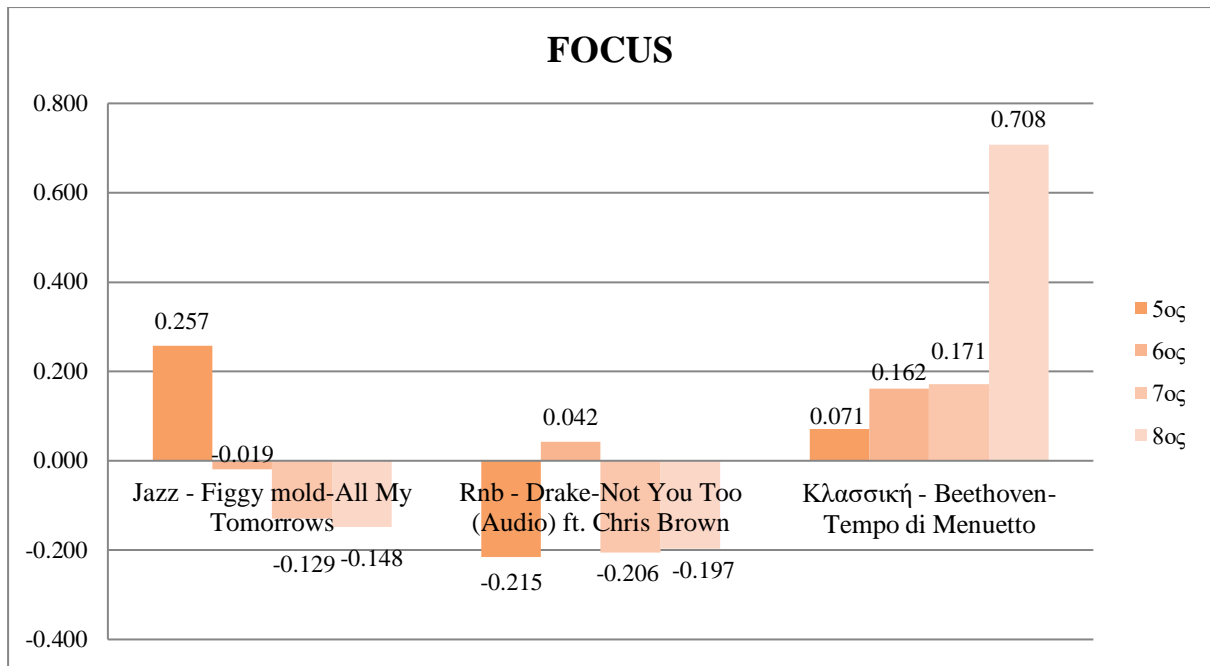 FOCUS
0.800
0.600
0.400
0.200
0.000
-0.200
-0.400
0.257
-0.019
-0.129
-0.148
-0.215
0.042
-0.206
-0.197
0.071
0.162
0.171
0.708
Jazz - Figgy mold-All My
Tomorrows
Rnb - Drake-Not You Too
(Audio) ft. Chris Brown
Κλασσική - Beethoven-
Tempo di Menuetto
5ος
6ος
7ος
8ος